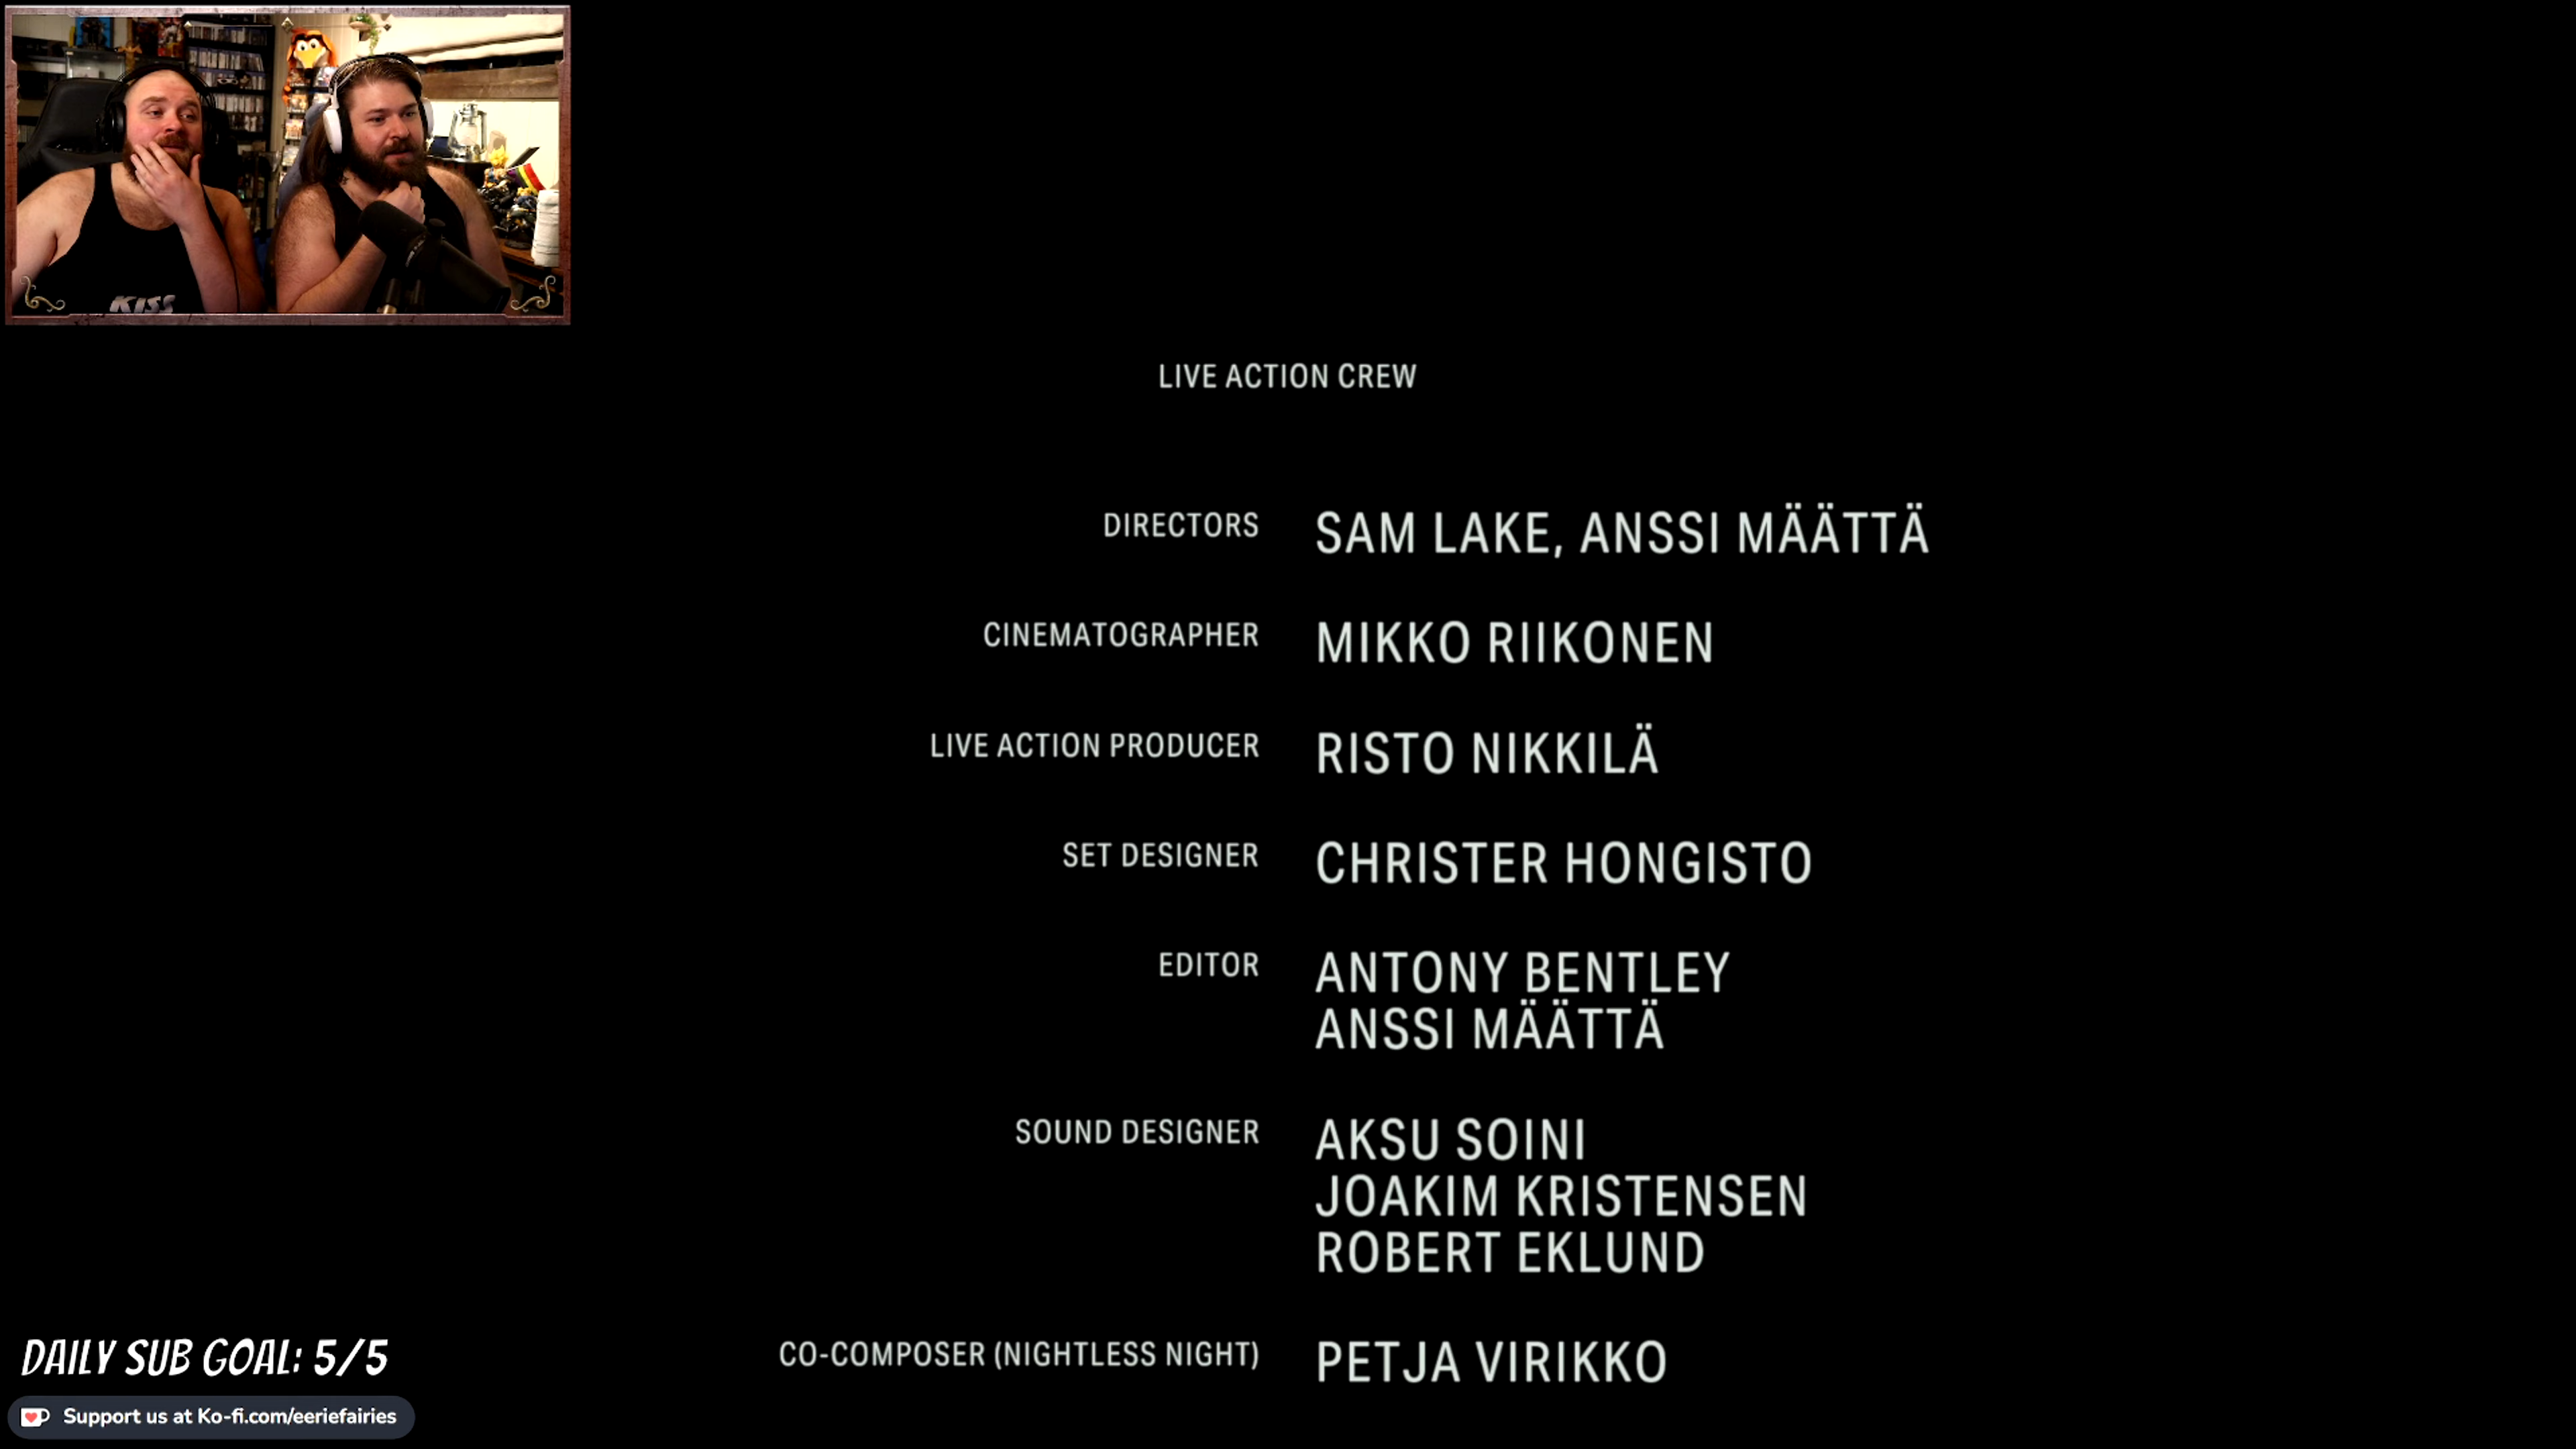 KISS
LIVE ACTION CREW
DIRECTORS SAM LAKE, ANSSI MÄÄTTÄ
CINEMATOGRAPHER MIKKO RIIKONEN
LIVE ACTION PRODUCER RISTO NIKKILÄ
SET DESIGNER CHRISTER HONGISTO
EDITOR ANTONY BENTLEY
ANSSI MÄÄTTÄ
SOUND DESIGNER AKSU SOINI
JOAKIM KRISTENSEN
ROBERT EKLUND
CO-COMPOSER (NIGHTLESS NIGHT) PETJA VIRIKKO
DAILY SUB GOAL: 5/5
Support us at Ko-fi.com/eeriefairies